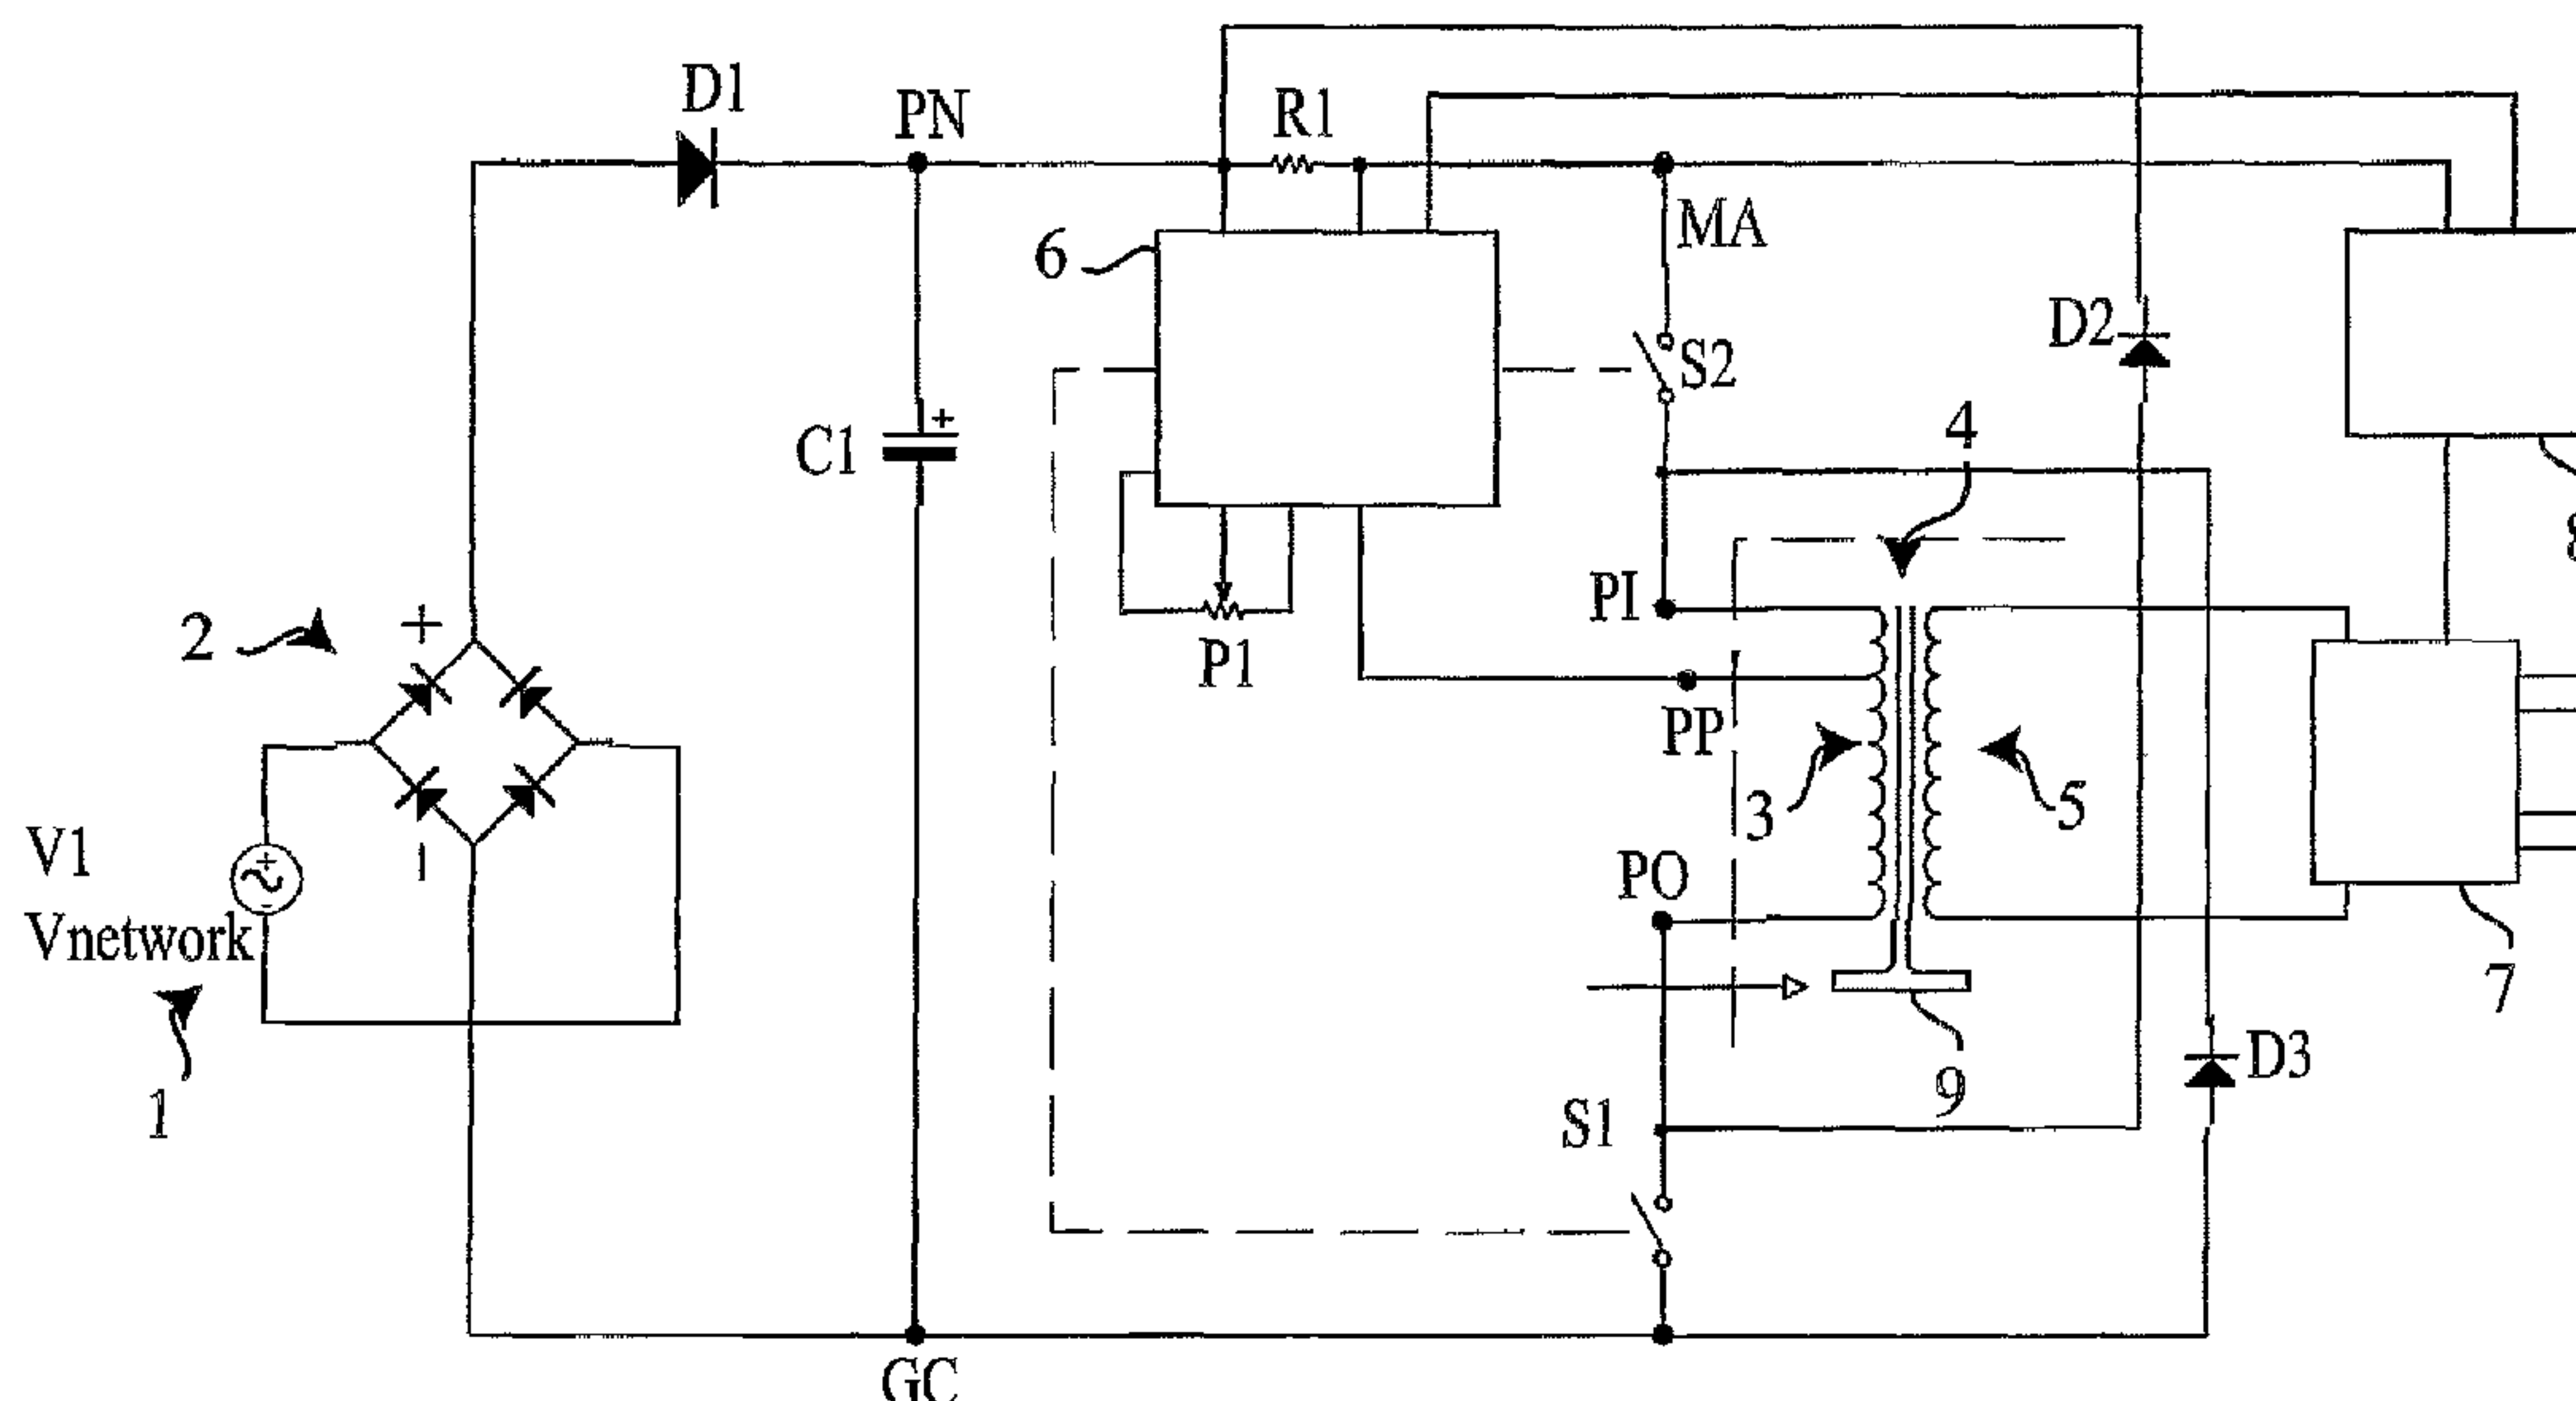 D1
PN
R1
MA
6
S2
D2
C1
+
4
8
PI
2
+
P1
PP
3
5
V1
Vnetwork
+
-
−
PO
7
1
9
D3
S1
GC